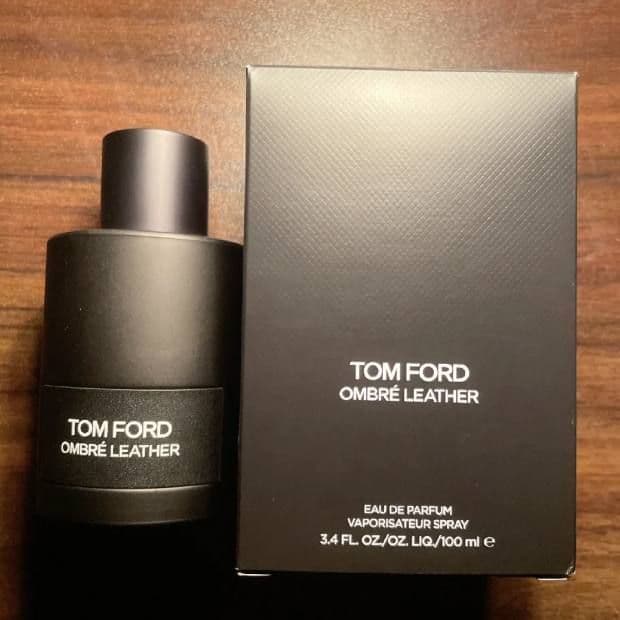 TOM FORD
OMBRÉ LEATHER
TOM FORD
OMBRÉ LEATHER
EAU DE PARFUM
VAPORISATEUR SPRAY
3.4 FL. OZ./OZ. LIQ./100 ml ℮